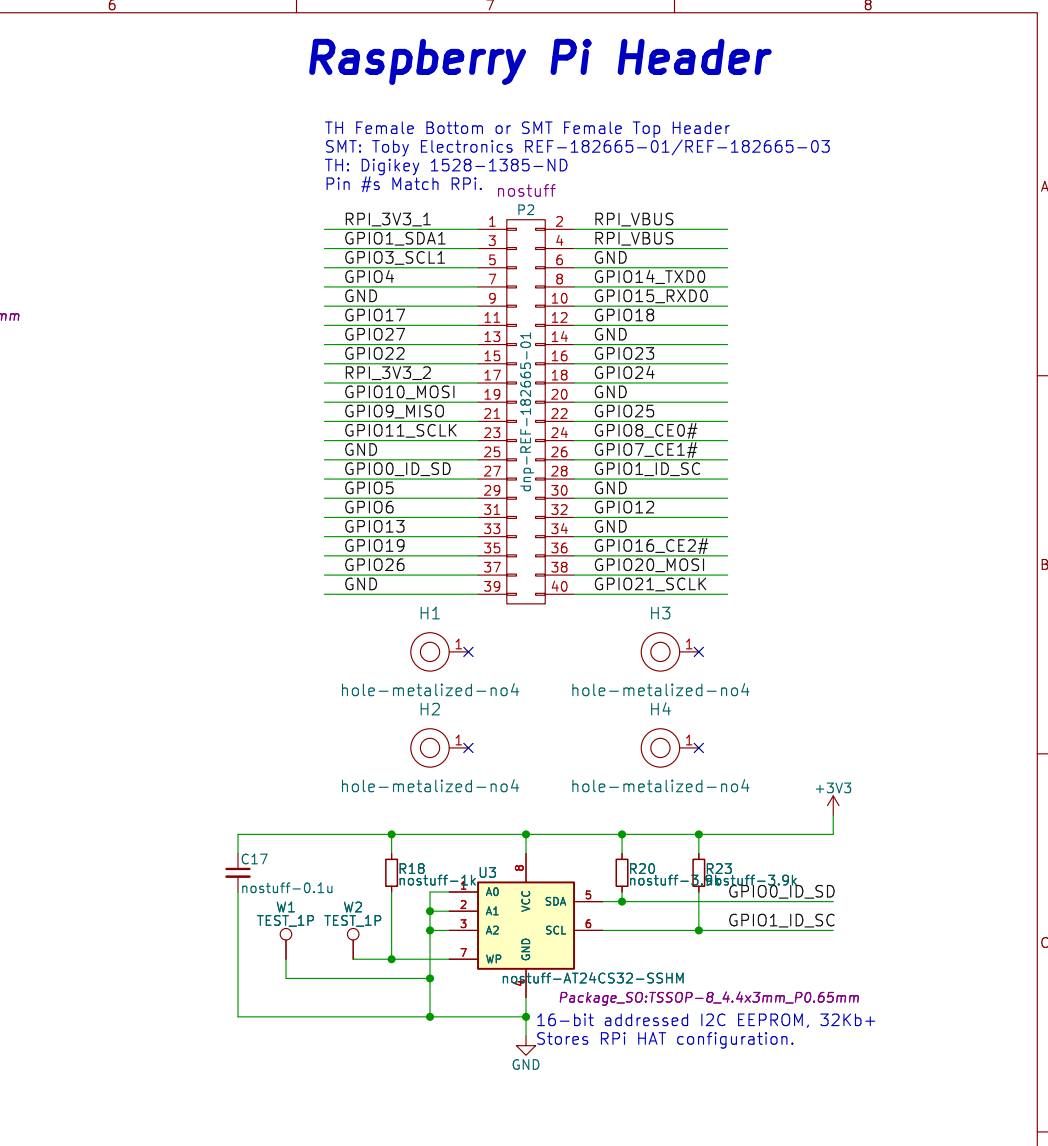 6 7 8
Raspberry Pi Header
TH Female Bottom or SMT Female Top Header
SMT: Toby Electronics REF-182665-01/REF-182665-03
TH: Digikey 1528-1385-ND
Pin #s Match RPi.
nostuff
A
P2
RPI_3V3_1 1 2 RPI_VBUS
GPIO1_SDA1 3 4 RPI_VBUS
GPIO3_SCL1 5 6 GND
GPIO4 7 8 GPIO14_TXD0
GND 9 10 GPIO15_RXD0
mm
GPIO17 11 12 GPIO18
GPIO27 13 14 GND
GPIO22 15 16 GPIO23
RPI_3V3_2 17 18 GPIO24
GPIO10_MOSI 19 20 GND
GPIO9_MISO 21 22 GPIO25
GPIO11_SCLK 23 24 GPIO8_CE0#
GND 25 26 GPIO7_CE1#
GPIO0_ID_SD 27 28 GPIO1_ID_SC
GPIO5 29 30 GND
GPIO6 31 32 GPIO12
GPIO13 33 34 GND
GPIO19 35 36 GPIO16_CE2#
GPIO26 37 38 GPIO20_MOSI
GND 39 40 GPIO21_SCLK
dnp-REF-182665-01
B
H1 H3
1 1
hole-metalized-no4 hole-metalized-no4
H2 H4
1 1
hole-metalized-no4 hole-metalized-no4
+3V3
C17
nostuff-0.1u
R18
nostuff-1k
U3
R20
nostuff-3.9k
R23
nostuff-3.9k
GPIO0_ID_SD
GPIO1_ID_SC
W1
TEST_1P
W2
TEST_1P
8
VCC
1 A0
2 A1
3 A2
7 WP
SDA 5
SCL 6
GND
4
C
nostuff-AT24CS32-SSHM
Package_SO:TSSOP-8_4.4x3mm_P0.65mm
16-bit addressed I2C EEPROM, 32Kb+
Stores RPi HAT configuration.
GND